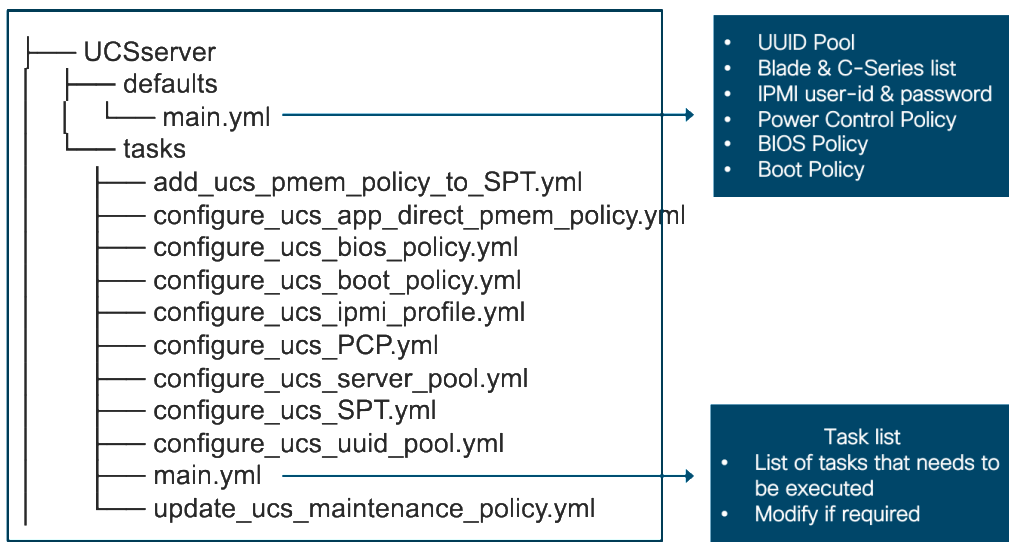 UCSserver
defaults
main.yml
tasks
add_ucs_pmem_policy_to_SPT.yml
configure_ucs_app_direct_pmem_policy.yml
configure_ucs_bios_policy.yml
configure_ucs_boot_policy.yml
configure_ucs_ipmi_profile.yml
configure_ucs_PCP.yml
configure_ucs_server_pool.yml
configure_ucs_SPT.yml
configure_ucs_uuid_pool.yml
main.yml
update_ucs_maintenance_policy.yml
• UUID Pool
• Blade & C-Series list
• IPMI user-id & password
• Power Control Policy
• BIOS Policy
• Boot Policy
Task list
• List of tasks that needs to
be executed
• Modify if required